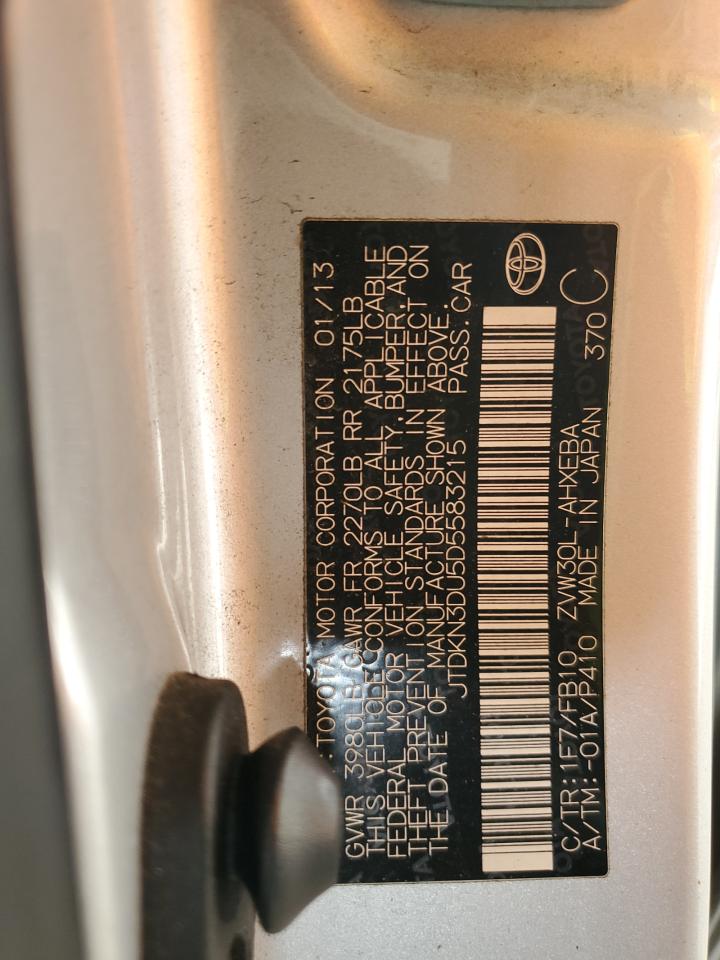 :TOYOTA MOTOR CORPORATION 01/13
GVWR 3980LB GAWR FR 2270LB RR 2175LB
THIS VEHICLE CONFORMS TO ALL APPLICABLE
FEDERAL MOTOR VEHICLE SAFETY, BUMPER, AND
THEFT PREVENTION STANDARDS IN EFFECT ON
THE DATE OF MANUFACTURE SHOWN ABOVE.
JTDKN3DU5D5583215 PASS.CAR
C/TR:1F7/FB10 ZVW30L-AHXEBA
A/TM:-01A/P410 MADE IN JAPAN 370 C